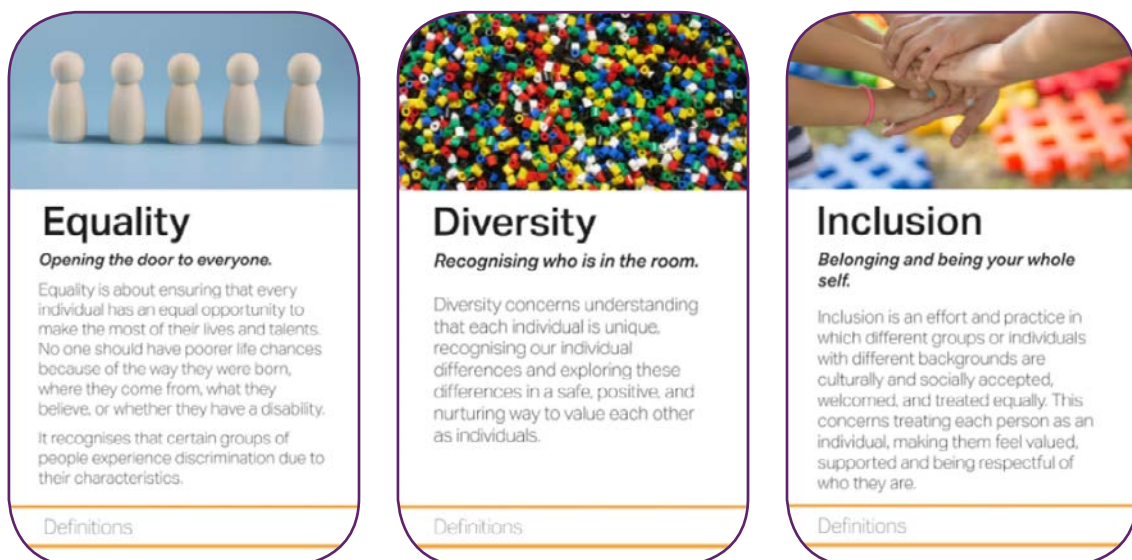 Equality
Opening the door to everyone.
Equality is about ensuring that every
individual has an equal opportunity to
make the most of their lives and talents.
No one should have poorer life chances
because of the way they were born,
where they come from, what they
believe, or whether they have a disability.
It recognises that certain groups of
people experience discrimination due to
their characteristics.
Definitions
Diversity
Recognising who is in the room.
Diversity concerns understanding
that each individual is unique,
recognising our individual
differences and exploring these
differences in a safe, positive, and
nurturing way to value each other
as individuals.
Definitions
Inclusion
Belonging and being your whole
self.
Inclusion is an effort and practice in
which different groups or individuals
with different backgrounds are
culturally and socially accepted,
welcomed, and treated equally. This
concerns treating each person as an
individual, making them feel valued,
supported and being respectful of
who they are.
Definitions